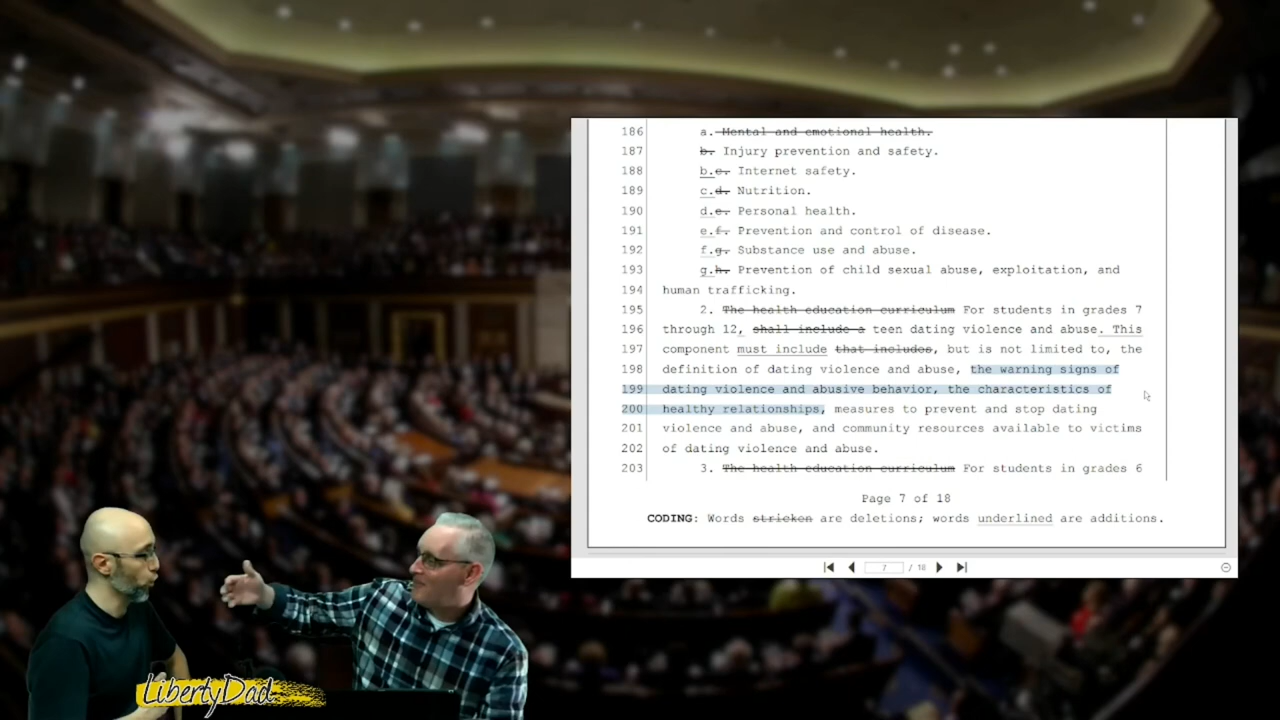 186 a. Mental and emotional health.
187 b. Injury prevention and safety.
188 b.c. Internet safety.
189 c.d. Nutrition.
190 d.e. Personal health.
191 e.f. Prevention and control of disease.
192 f.g. Substance use and abuse.
193 g.h. Prevention of child sexual abuse, exploitation, and
194 human trafficking.
195 2. The health education curriculum For students in grades 7
196 through 12, shall include a teen dating violence and abuse. This
197 component must include that includes, but is not limited to, the
198 definition of dating violence and abuse, the warning signs of
199 dating violence and abusive behavior, the characteristics of
200 healthy relationships, measures to prevent and stop dating
201 violence and abuse, and community resources available to victims
202 of dating violence and abuse.
203 3. The health education curriculum For students in grades 6
Page 7 of 18
CODING: Words stricken are deletions; words underlined are additions.
7 / 18
LibertyDad